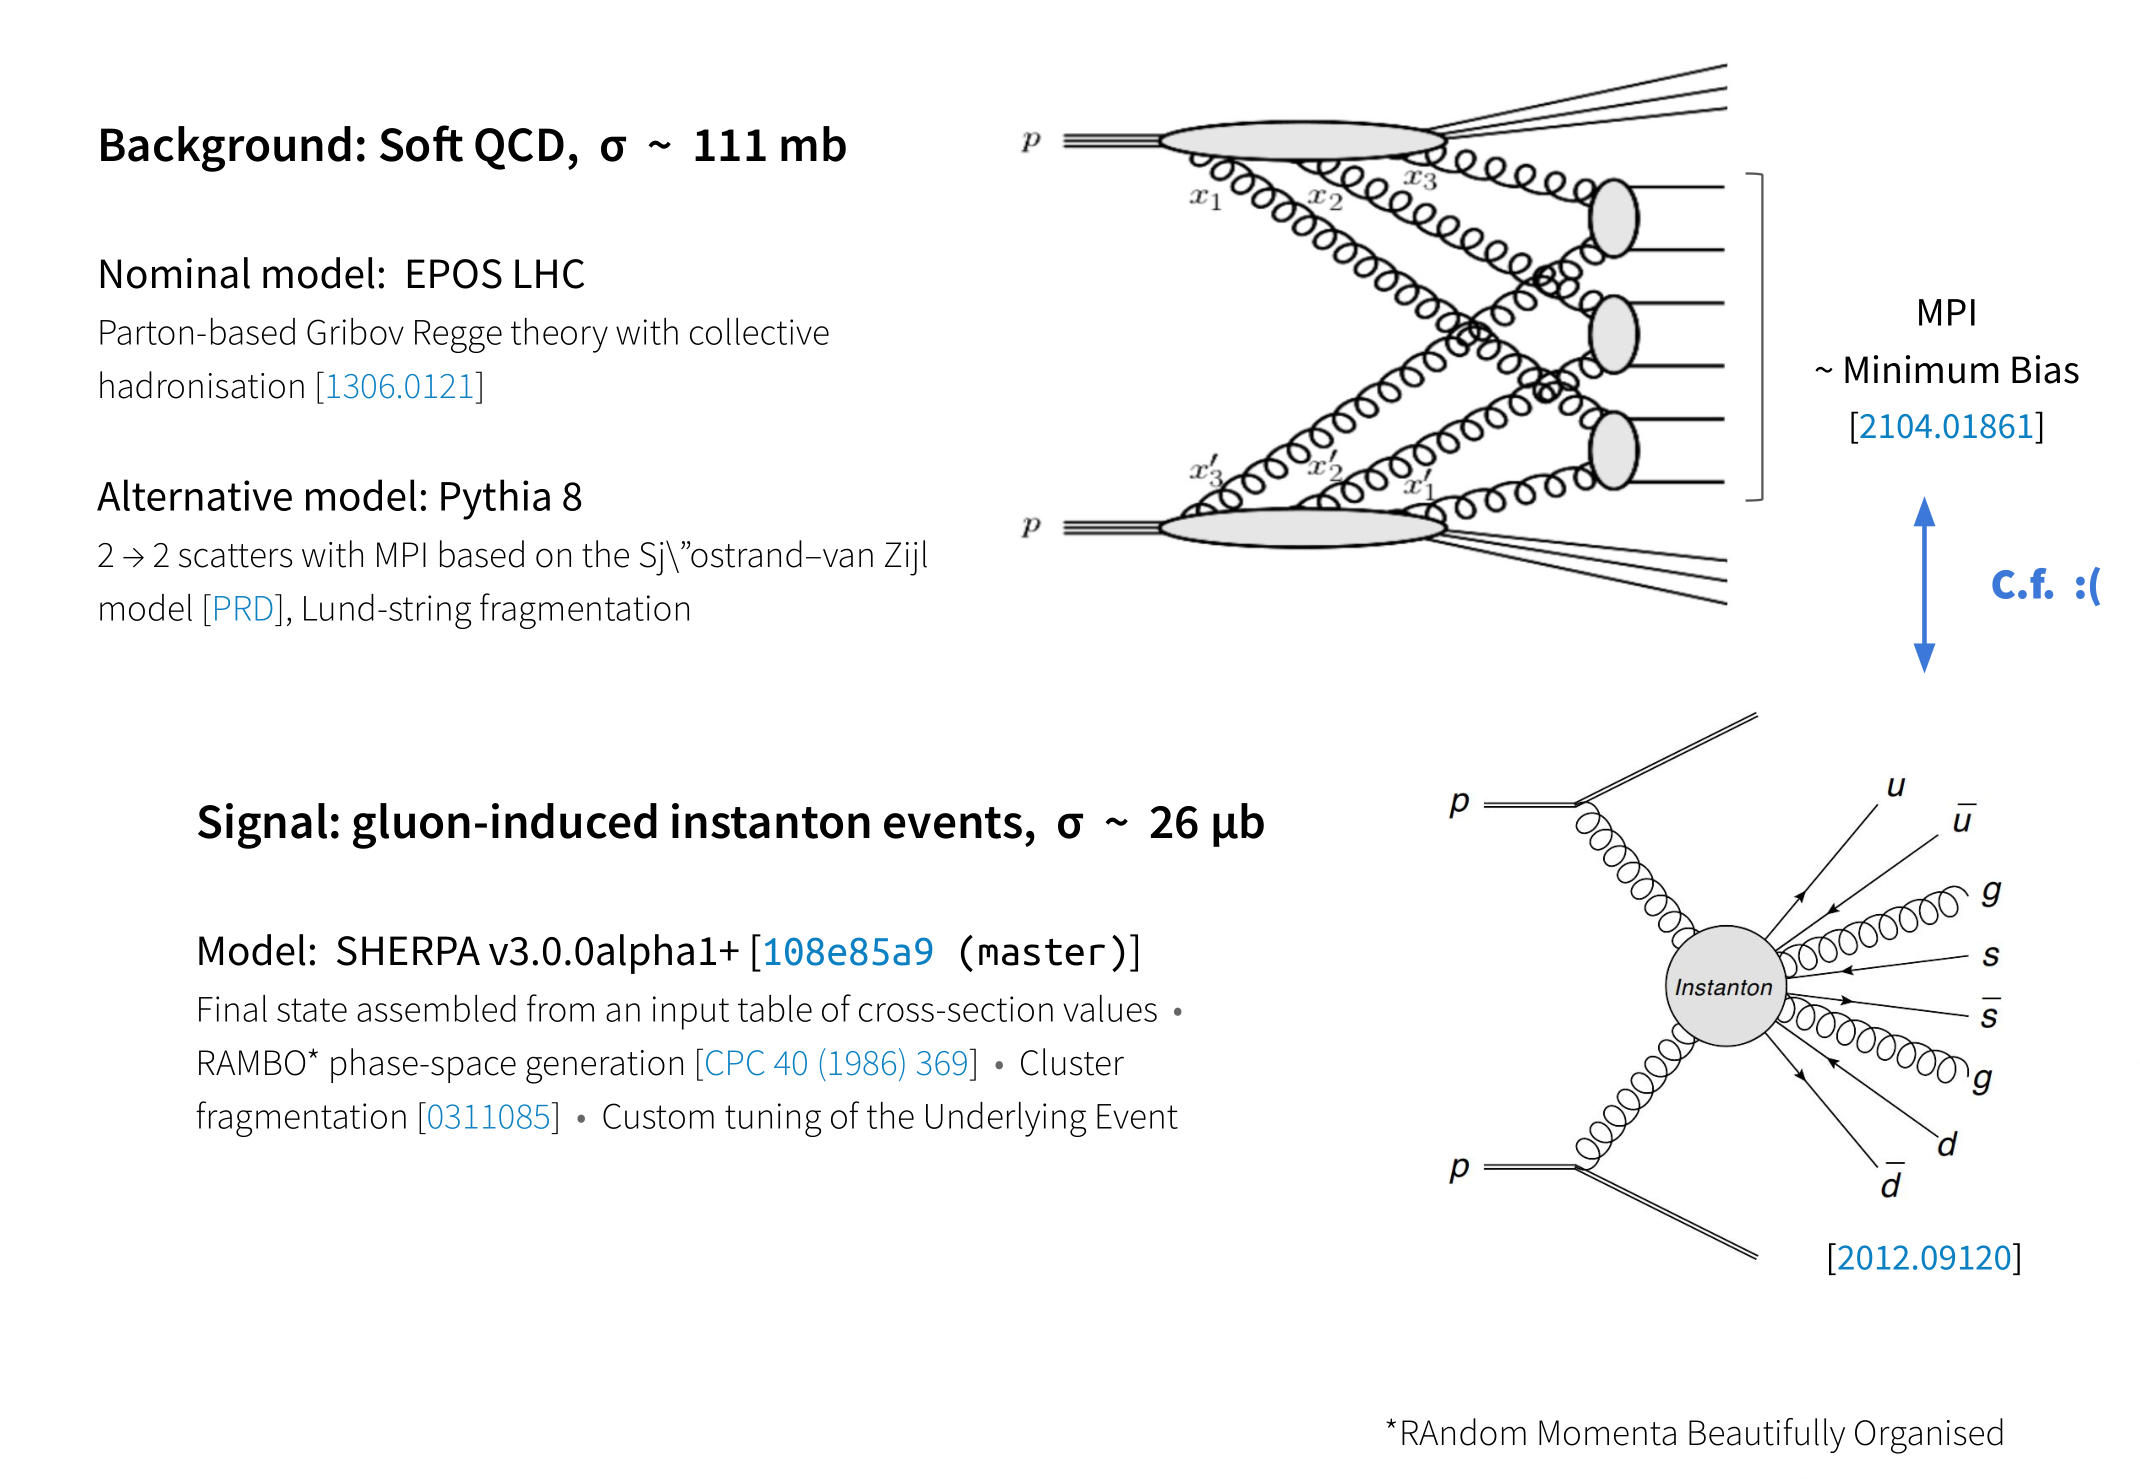 Background: Soft QCD, σ ~ 111 mb
Nominal model: EPOS LHC
Parton-based Gribov Regge theory with collective
hadronisation [1306.0121]
Alternative model: Pythia 8
2 → 2 scatters with MPI based on the Sj\”ostrand–van Zijl
model [PRD], Lund-string fragmentation
p
x₁
x₂
x₃
p
x′₃
x′₂
x′₁
MPI
~ Minimum Bias
[2104.01861]
C.f. :(
Signal: gluon-induced instanton events, σ ~ 26 μb
Model: SHERPA v3.0.0alpha1+ [108e85a9 (master)]
Final state assembled from an input table of cross-section values •
RAMBO* phase-space generation [CPC 40 (1986) 369] • Cluster
fragmentation [0311085] • Custom tuning of the Underlying Event
p
p
Instanton
u
u̅
g
s
s̅
g
d
d̅
[2012.09120]
*RAndom Momenta Beautifully Organised